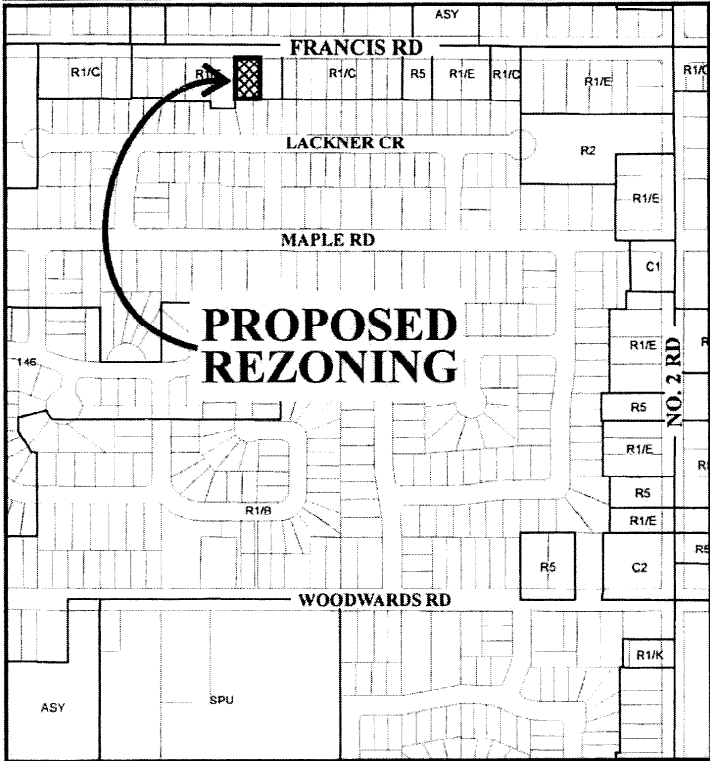 ASY
FRANCIS RD
R1/C
R1/C
R5
R1/E
R1/C
R1/E
LACKNER CR
R2
R1/E
MAPLE RD
C1
PROPOSED
REZONING
146
R1/E
NO. 2 RD
R5
R1/E
R5
R1/B
R1/E
R5
C2
R5
WOODWARDS RD
R1/K
ASY
SPU